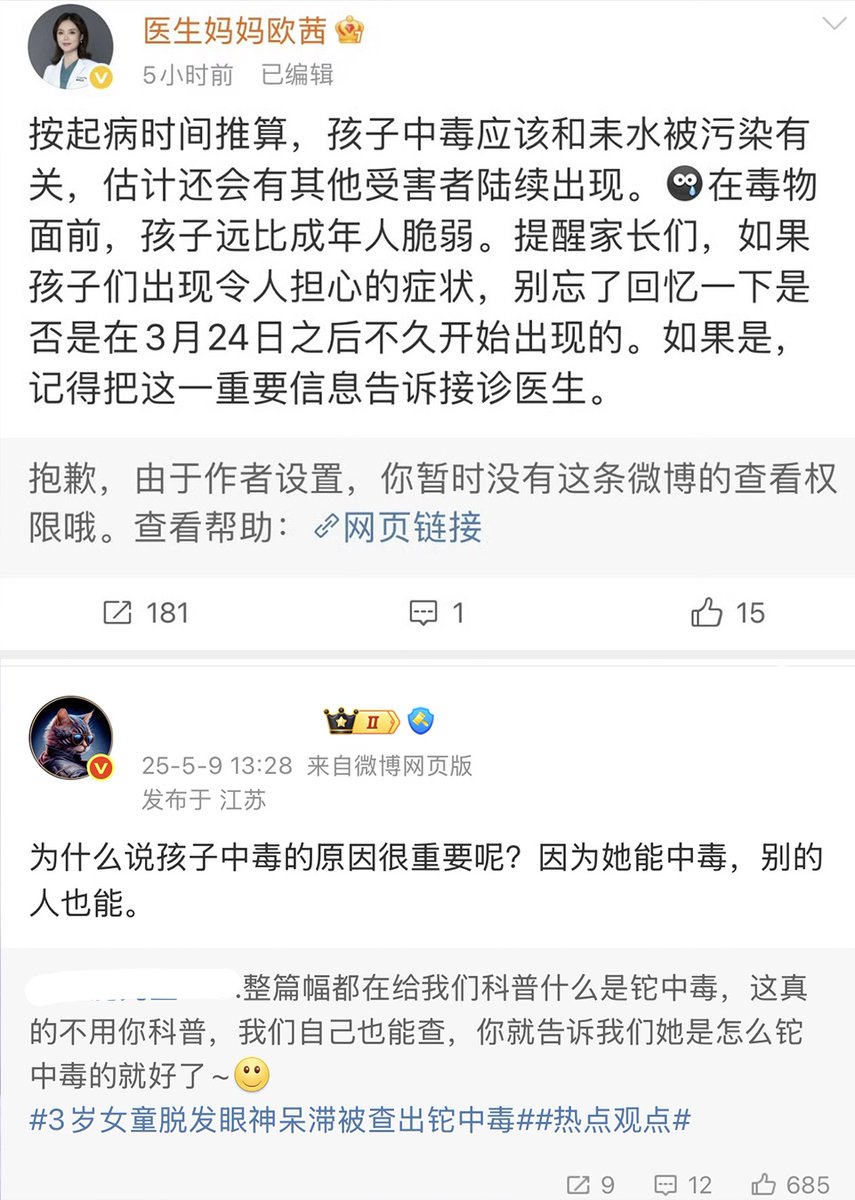 医生妈妈欧茜
5小时前 已编辑
按起病时间推算，孩子中毒应该和耒水被污染有
关，估计还会有其他受害者陆续出现。在毒物
面前，孩子远比成年人脆弱。提醒家长们，如果
孩子们出现令人担心的症状，别忘了回忆一下是
否是在3月24日之后不久开始出现的。如果是，
记得把这一重要信息告诉接诊医生。
抱歉，由于作者设置，你暂时没有这条微博的查看权
限哦。查看帮助：网页链接
181 1 15
II
25-5-9 13:28 来自微博网页版
发布于 江苏
为什么说孩子中毒的原因很重要呢？因为她能中毒，别的
人也能。
.整篇幅都在给我们科普什么是铊中毒，这真
的不用你科普，我们自己也能查，你就告诉我们她是怎么铊
中毒的就好了～
#3岁女童脱发眼神呆滞被查出铊中毒##热点观点#
9 12 685